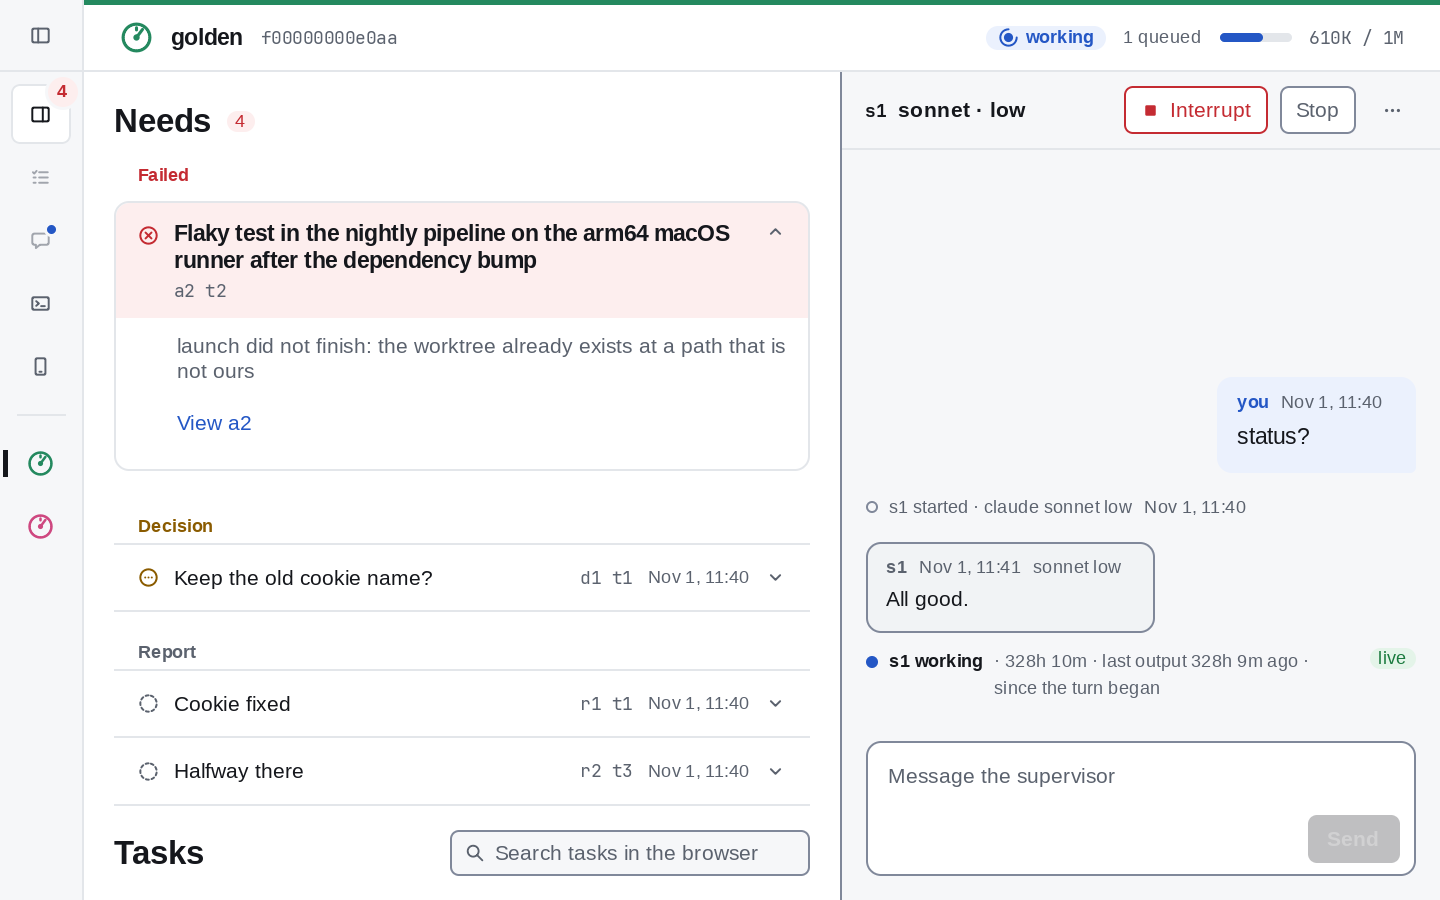 golden f00000000e0aa
working 1 queued 610K / 1M
4
Needs 4
Failed
Flaky test in the nightly pipeline on the arm64 macOS
runner after the dependency bump
a2 t2
launch did not finish: the worktree already exists at a path that is
not ours
View a2
Decision
Keep the old cookie name? d1 t1 Nov 1, 11:40
Report
Cookie fixed r1 t1 Nov 1, 11:40
Halfway there r2 t3 Nov 1, 11:40
Tasks
Search tasks in the browser
s1 sonnet · low
Interrupt
Stop
you Nov 1, 11:40
status?
s1 started · claude sonnet low Nov 1, 11:40
s1 Nov 1, 11:41 sonnet low
All good.
s1 working · 328h 10m · last output 328h 9m ago ·
since the turn began
live
Message the supervisor
Send